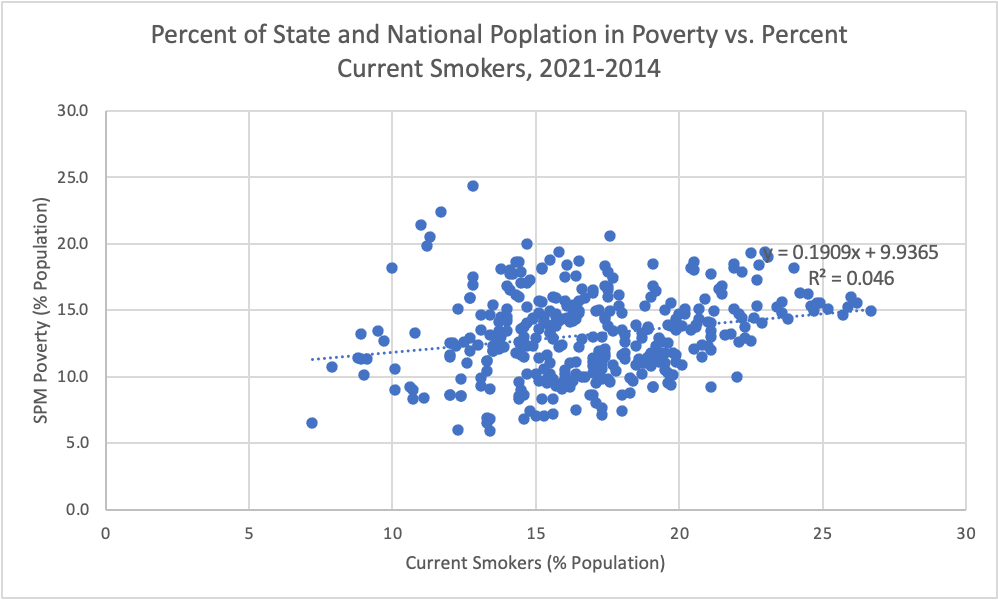 Percent of State and National Poplation in Poverty vs. Percent
Current Smokers, 2021-2014
30.0
25.0
20.0
y = 0.1909x + 9.9365
R² = 0.046
15.0
10.0
5.0
0.0
SPM Poverty (% Population)
0 5 10 15 20 25 30
Current Smokers (% Population)